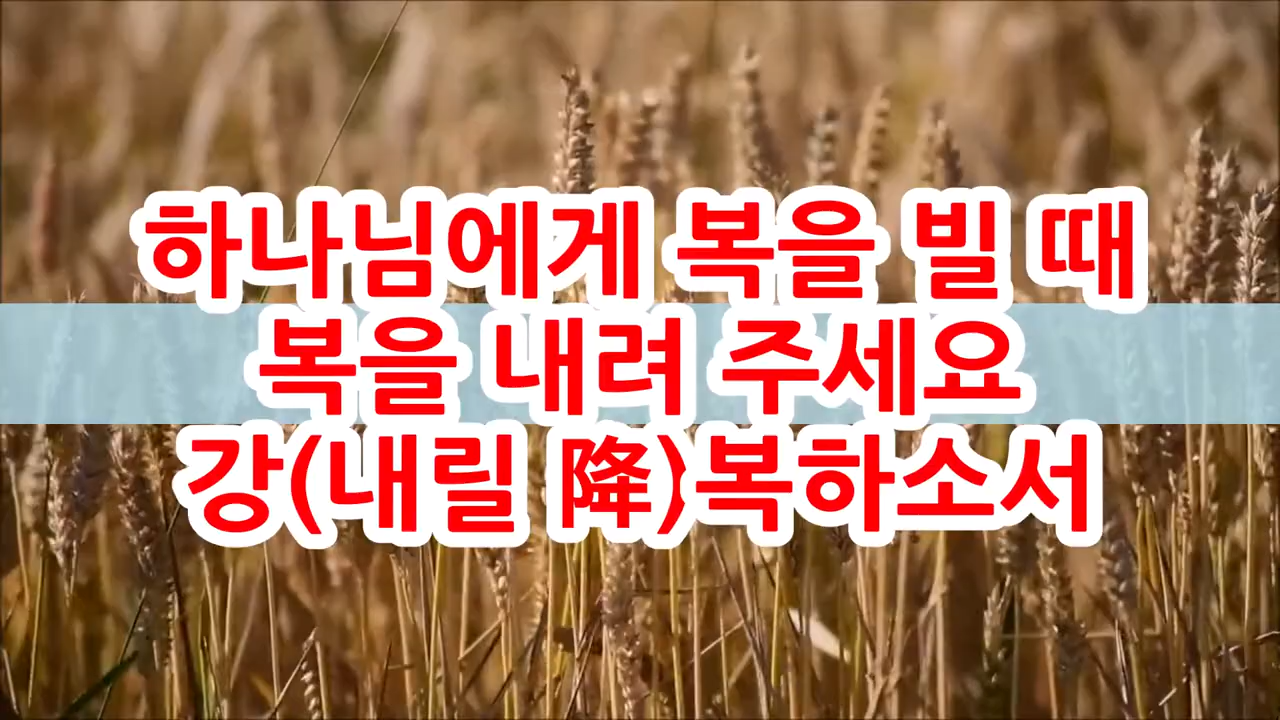 하나님에게 복을 빌 때
복을 내려 주세요
강(내릴 降)복하소서